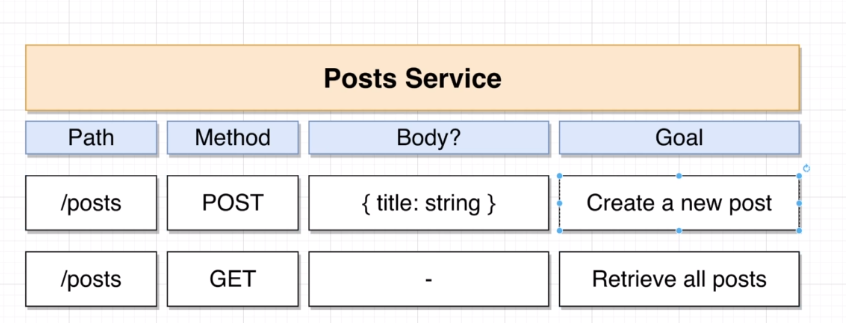 Posts Service
Path Method Body? Goal
/posts POST { title: string } Create a new post
/posts GET - Retrieve all posts